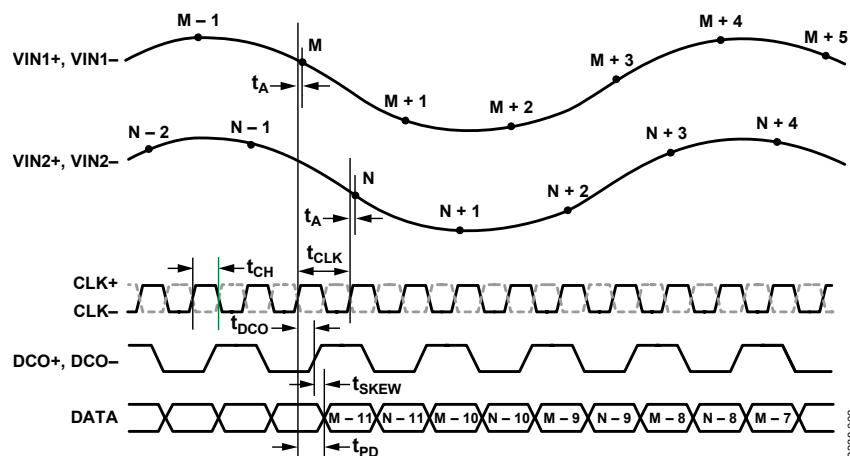 M – 1
M + 4
M + 5
VIN1+, VIN1–
M
M + 3
tA
M + 1
M + 2
N – 2
N – 1
N + 3
N + 4
VIN2+, VIN2–
N
N + 2
tA
N + 1
tCH
tCLK
CLK+
CLK–
tDCO
DCO+, DCO–
tSKEW
DATA
M – 11 N – 11 M – 10 N – 10 M – 9 N – 9 M – 8 N – 8 M – 7
tPD